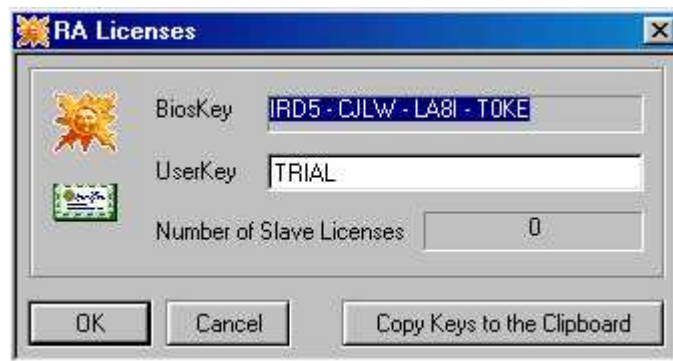 RA Licenses
BiosKey IRD5 - CJLW - LA8I - T0KE
UserKey TRIAL
Number of Slave Licenses 0
OK Cancel Copy Keys to the Clipboard